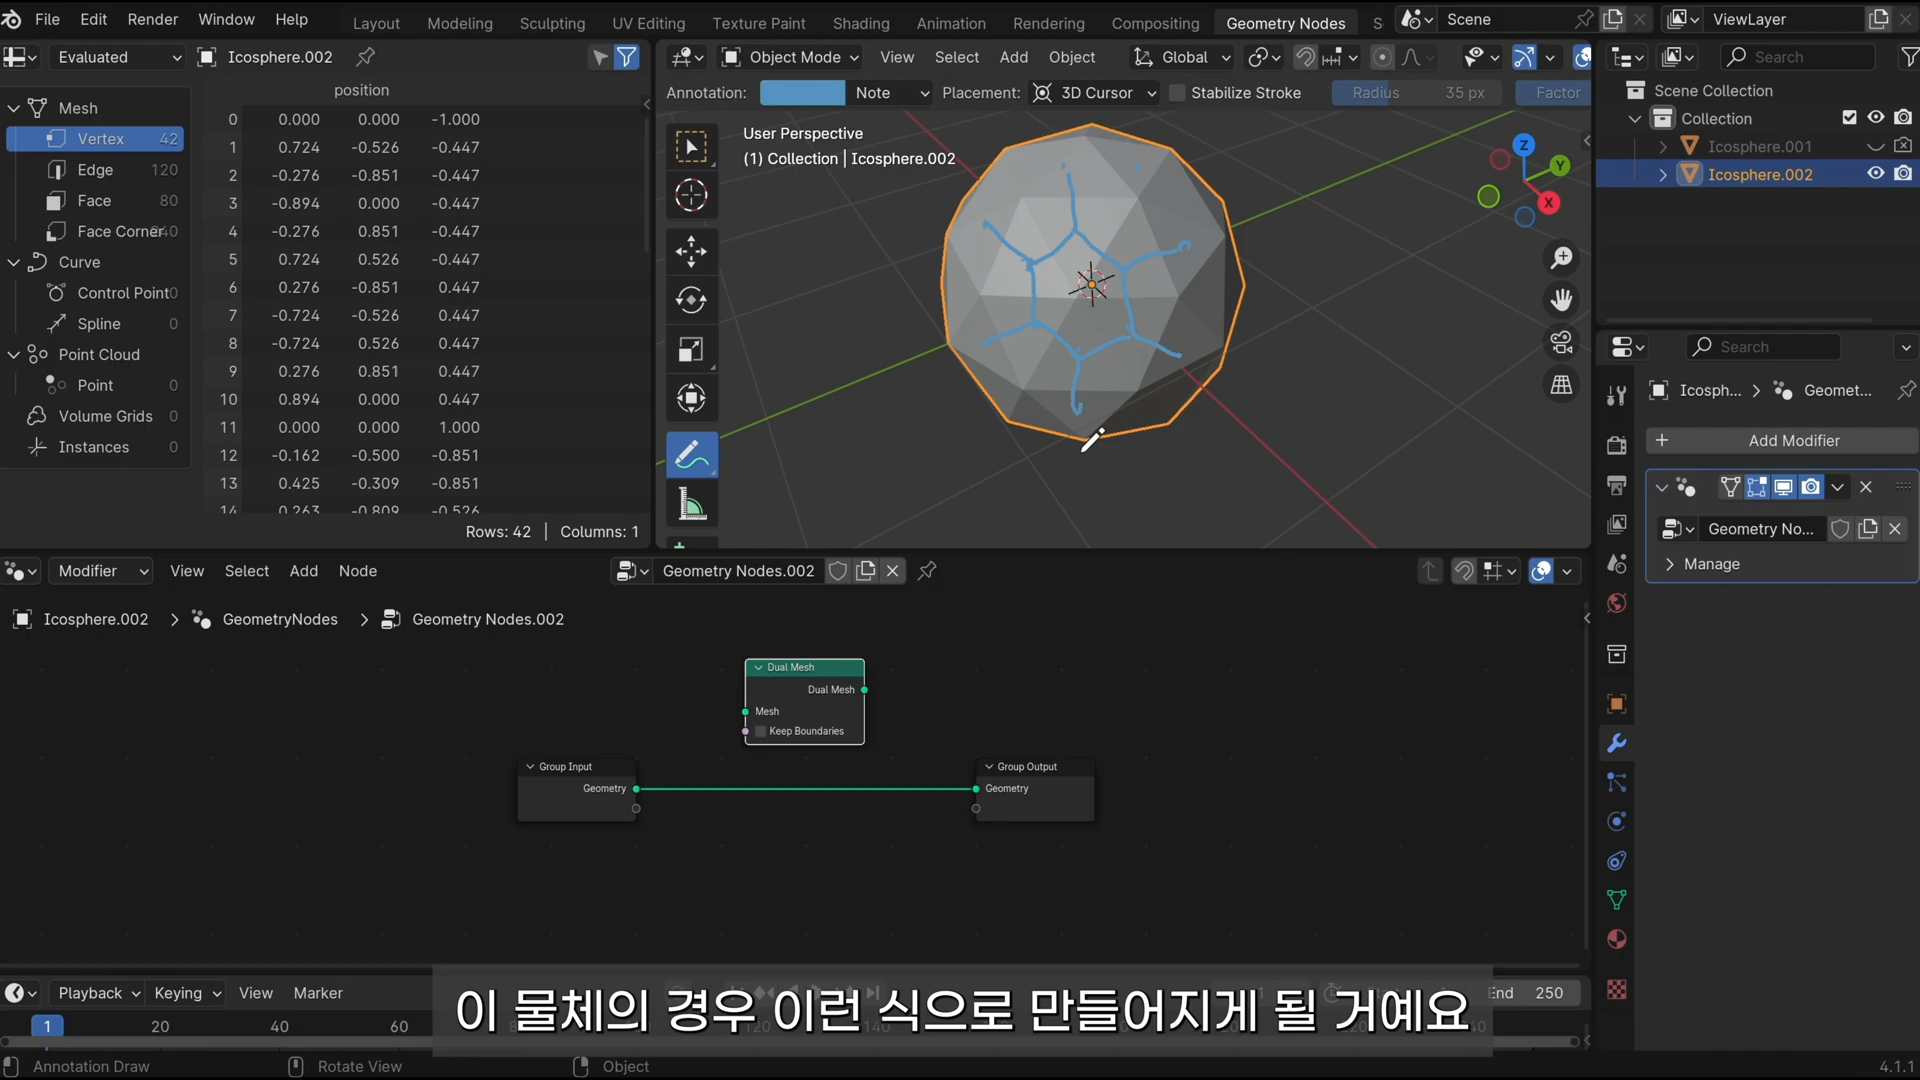 File Edit Render Window Help Layout Modeling Sculpting UV Editing Texture Paint Shading Animation Rendering Compositing Geometry Nodes S Scene ViewLayer
Evaluated Icosphere.002
Object Mode View Select Add Object Global
Search
Annotation: Note Placement: 3D Cursor Stabilize Stroke Radius 35 px Factor
Scene Collection
Collection
Icosphere.001
Icosphere.002
Mesh
Vertex 42
Edge 120
Face 80
Face Corner
Curve
Control Point 0
Spline 0
Point Cloud
Point 0
Volume Grids 0
Instances 0
position
0 0.000 0.000 -1.000
1 0.724 -0.526 -0.447
2 -0.276 -0.851 -0.447
3 -0.894 0.000 -0.447
4 -0.276 0.851 -0.447
5 0.724 0.526 -0.447
6 0.276 -0.851 0.447
7 -0.724 -0.526 0.447
8 -0.724 0.526 0.447
9 0.276 0.851 0.447
10 0.894 0.000 0.447
11 0.000 0.000 1.000
12 -0.162 -0.500 -0.851
13 0.425 -0.309 -0.851
14 0.263 -0.809 -0.526
Rows: 42 | Columns: 1
User Perspective
(1) Collection | Icosphere.002
Z
Y
X
Search
Icosph... > Geomet...
Add Modifier
Geometry No...
Manage
Modifier View Select Add Node Geometry Nodes.002
Icosphere.002 > GeometryNodes > Geometry Nodes.002
Dual Mesh
Dual Mesh
Mesh
Keep Boundaries
Group Input
Geometry
Group Output
Geometry
Playback Keying View Marker
End 250
1 20 40 60
이 물체의 경우 이런 식으로 만들어지게 될 거예요
Annotation Draw Rotate View Object
4.1.1